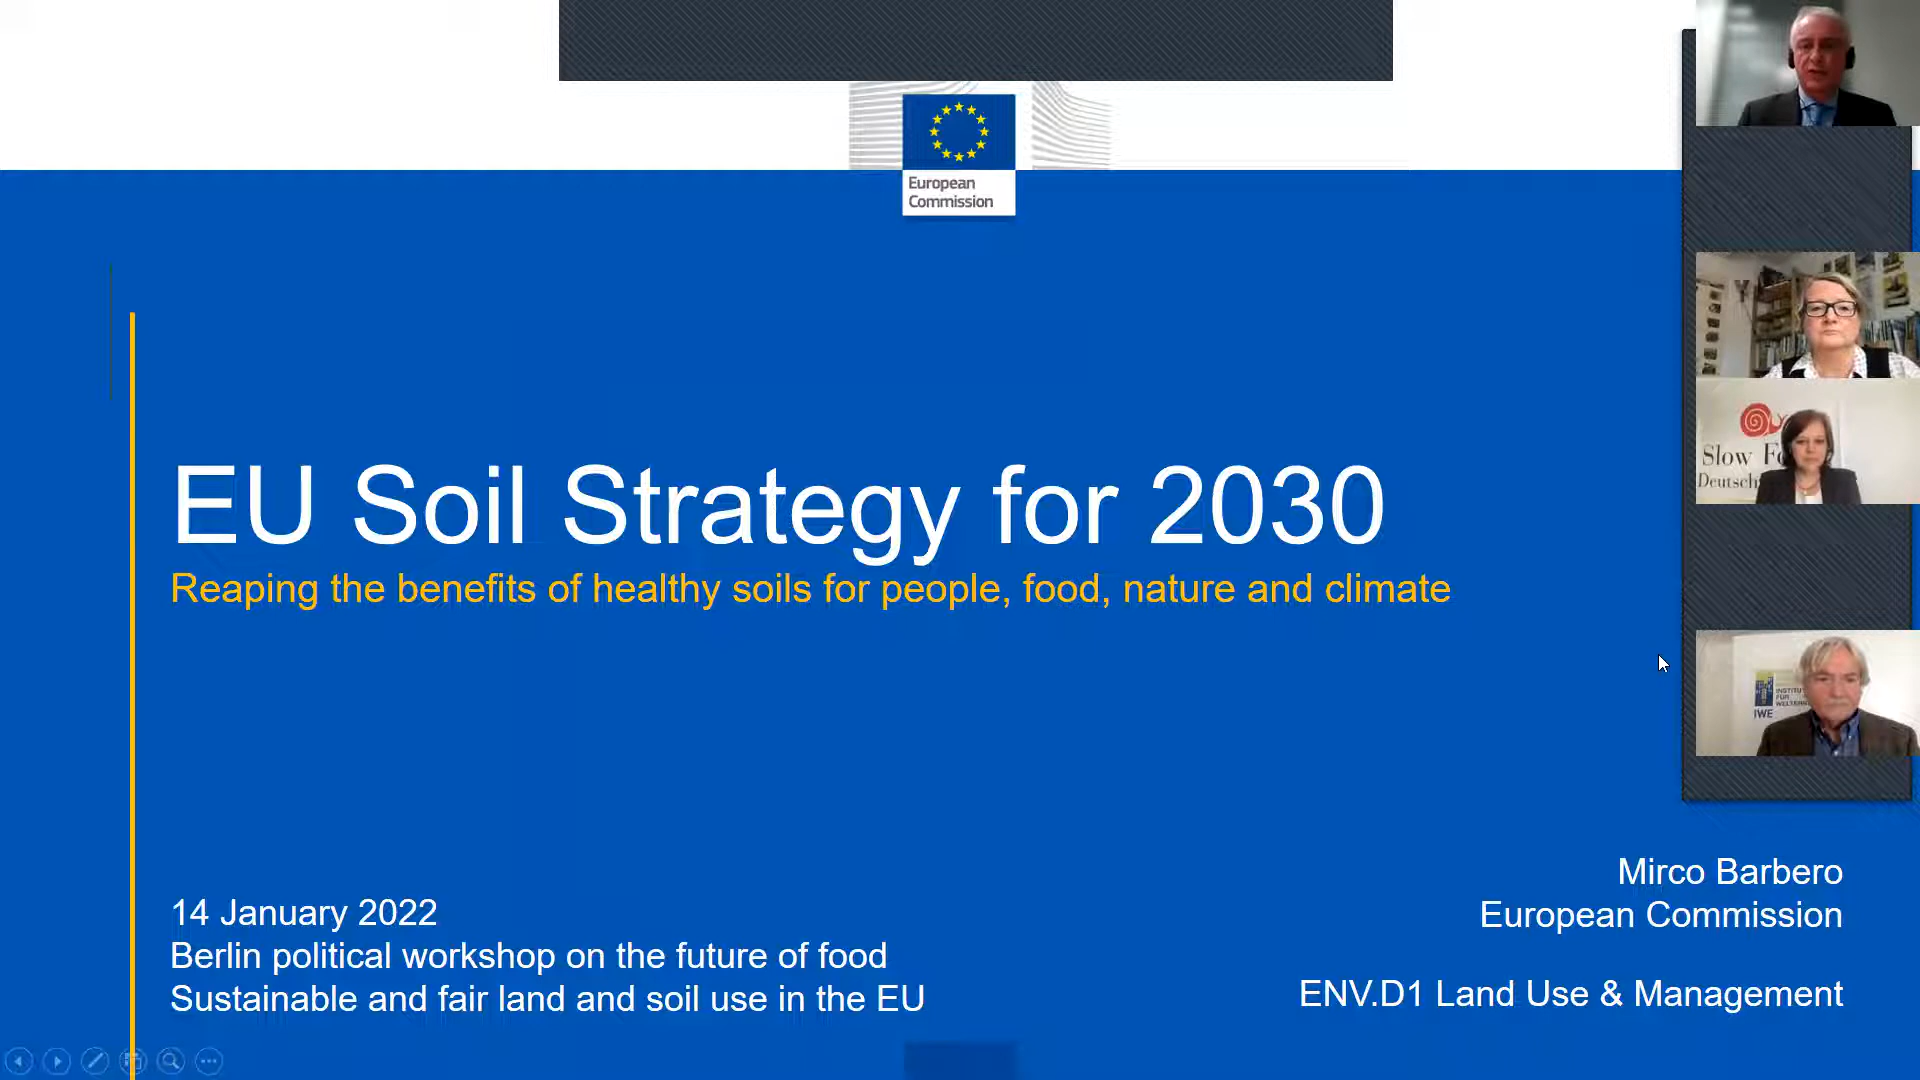 European
Commission
EU Soil Strategy for 2030
Reaping the benefits of healthy soils for people, food, nature and climate
14 January 2022
Berlin political workshop on the future of food
Sustainable and fair land and soil use in the EU
Mirco Barbero
European Commission
ENV.D1 Land Use & Management
Slow
IWE